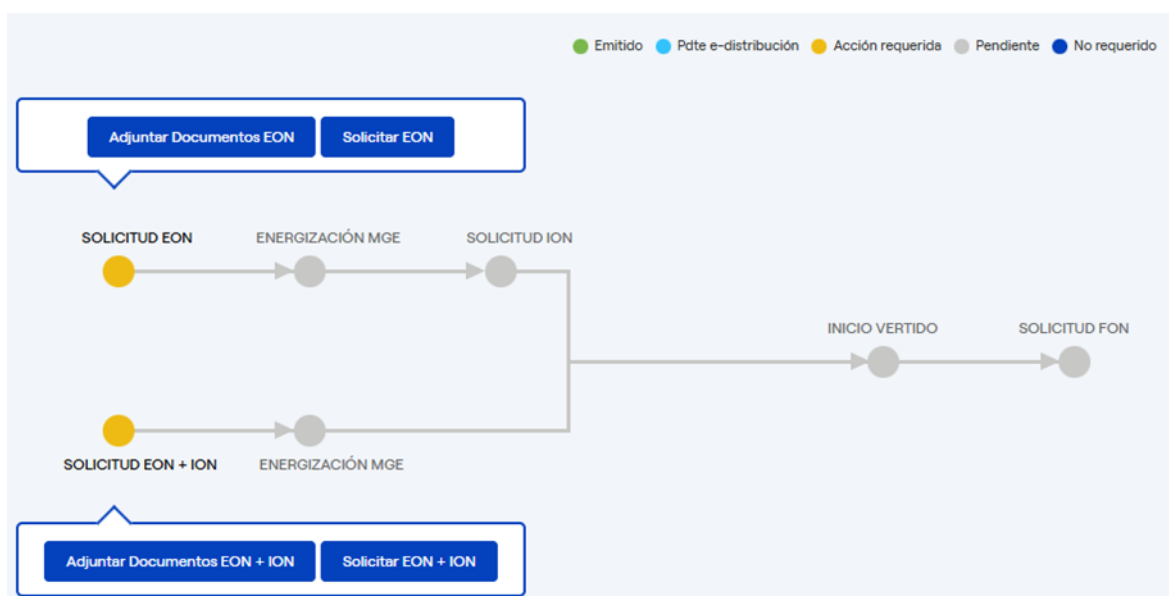 Emitido Pdte e-distribución Acción requerida Pendiente No requerido
Adjuntar Documentos EON Solicitar EON
SOLICITUD EON ENERGIZACIÓN MGE SOLICITUD ION
INICIO VERTIDO SOLICITUD FON
SOLICITUD EON + ION ENERGIZACIÓN MGE
Adjuntar Documentos EON + ION Solicitar EON + ION